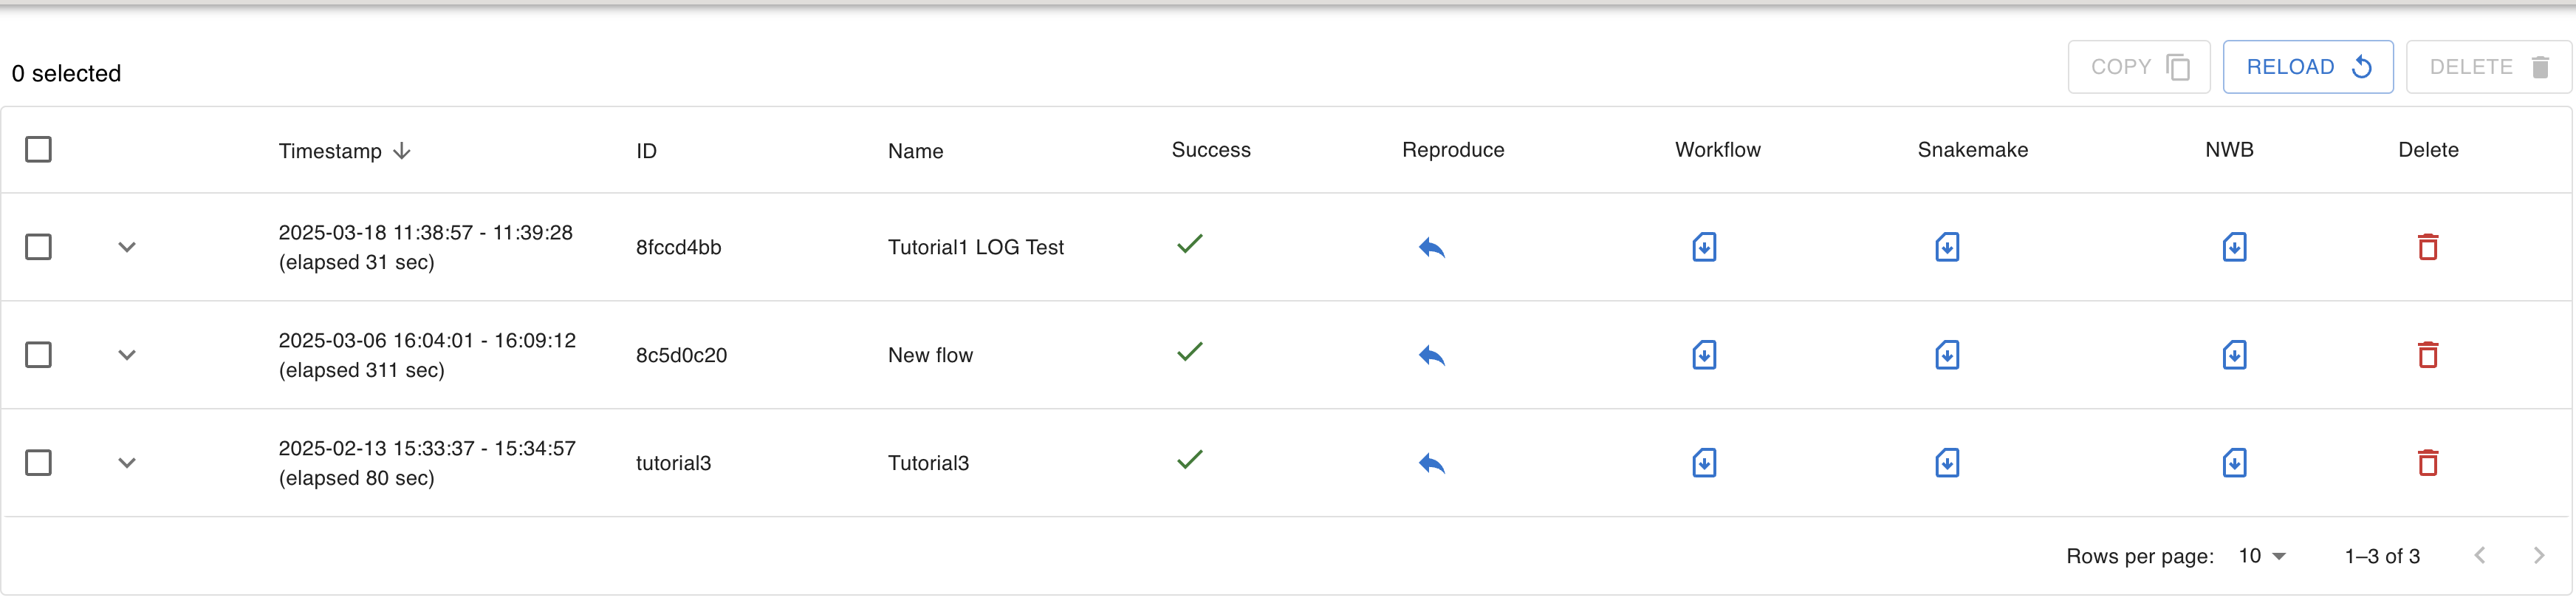 0 selected
COPY RELOAD DELETE
Timestamp ID Name Success Reproduce Workflow Snakemake NWB Delete
2025-03-18 11:38:57 - 11:39:28
(elapsed 31 sec)
8fccd4bb Tutorial1 LOG Test
2025-03-06 16:04:01 - 16:09:12
(elapsed 311 sec)
8c5d0c20 New flow
2025-02-13 15:33:37 - 15:34:57
(elapsed 80 sec)
tutorial3 Tutorial3
Rows per page: 10 1–3 of 3